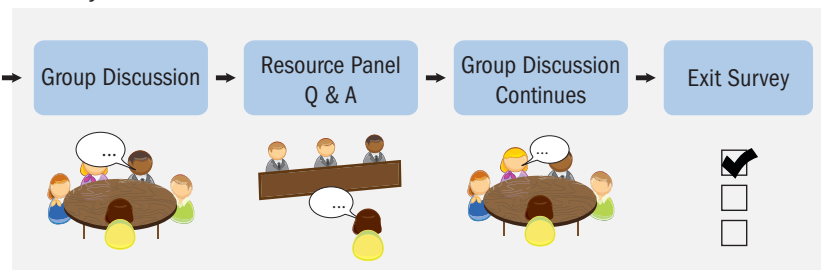 Group Discussion
Resource Panel
Q & A
Group Discussion
Continues
Exit Survey
...
...
...